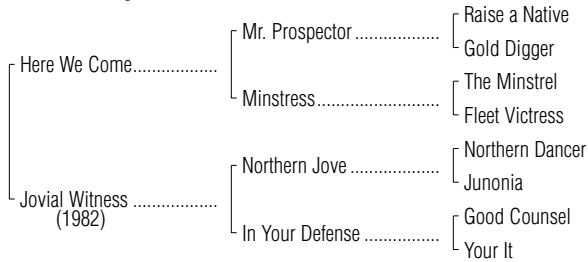 Raise a Native
Mr. Prospector ..................
Gold Digger
Here We Come..................
The Minstrel
Minstress..........................
Fleet Victress
Northern Dancer
Northern Jove ...................
Junonia
Jovial Witness ..................
(1982)
Good Counsel
In Your Defense ................
Your It